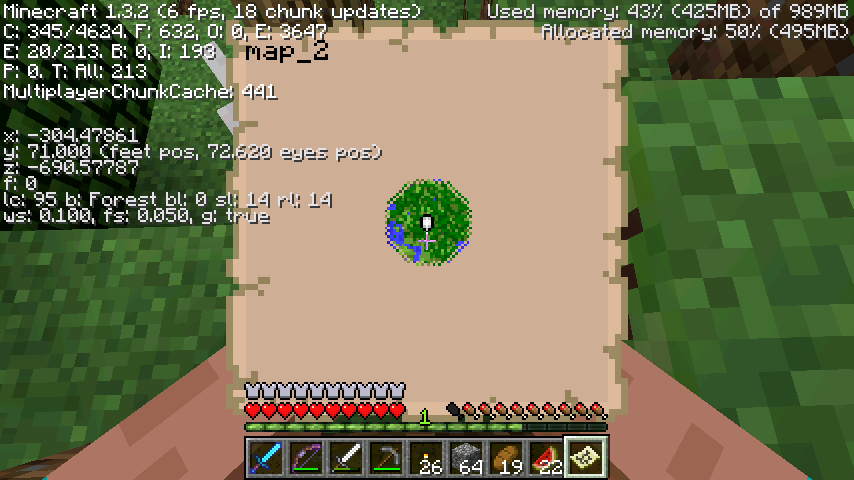 Minecraft 1.3.2 (6 fps, 18 chunk updates)
Used memory: 43% (425MB) of 989MB
C: 345/4624, F: 632, O: 0, E: 3647
Allocated memory: 50% (495MB)
E: 20/213. B: 0, I: 193
map_2
P: 0. T: All: 213
MultiplayerChunkCache: 441
x: -304.47861
y: 71.000 (feet pos, 72.620 eyes pos)
z: -690.57787
f: 0
lc: 95 b: Forest bl: 0 sl: 14 rl: 14
ws: 0.100, fs: 0.050, g: true
1
26 64 19 22